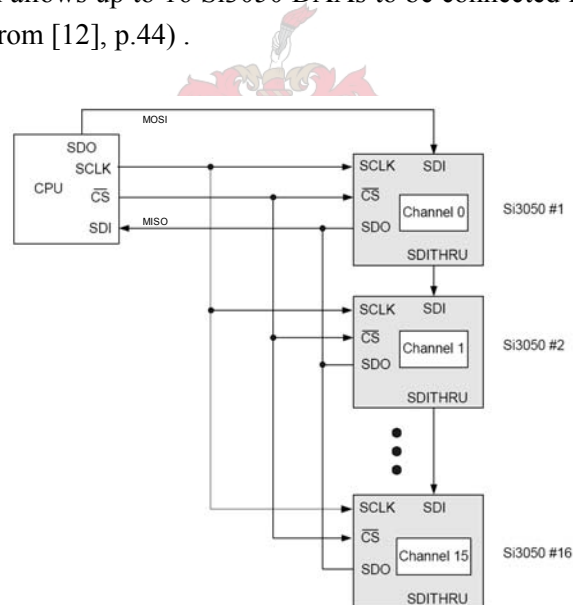 allows up to 16 Si3050 DAAs to be connected
rom [12], p.44) .
MOSI
SDO
SCLK
CPU
CS
SDI
MISO
SCLK SDI
CS
Channel 0
SDO
SDITHRU
Si3050 #1
SCLK SDI
CS
Channel 1
SDO
SDITHRU
Si3050 #2
SCLK SDI
CS
Channel 15
SDO
SDITHRU
Si3050 #16